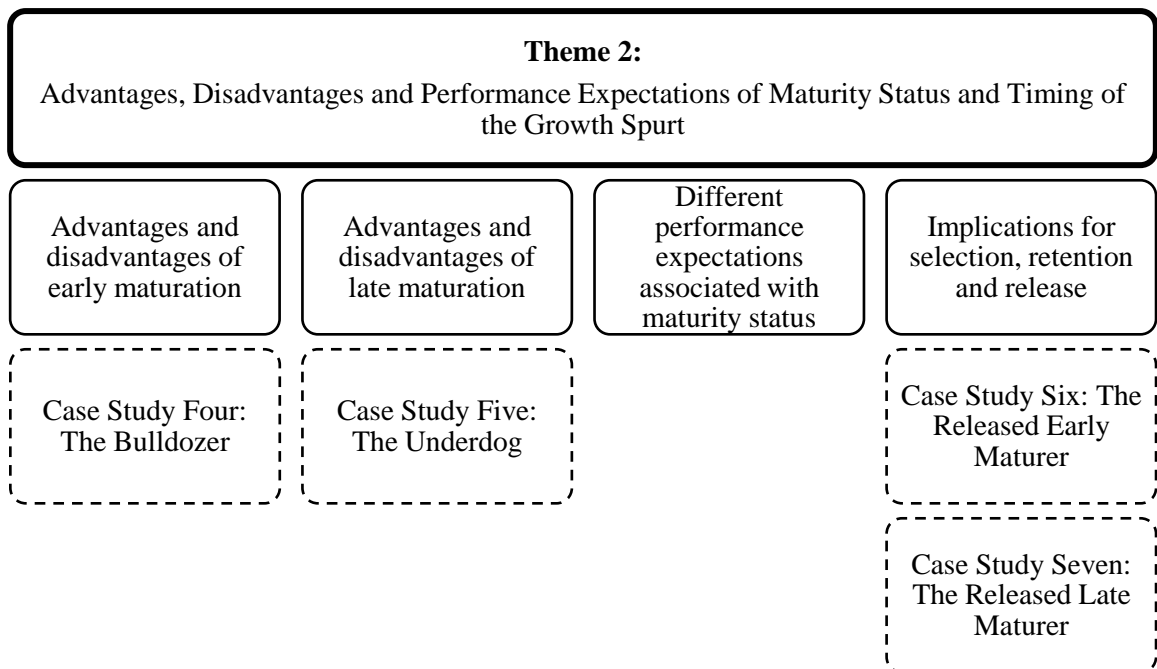 Theme 2:
Advantages, Disadvantages and Performance Expectations of Maturity Status and Timing of
the Growth Spurt
Advantages and
disadvantages of
early maturation
Advantages and
disadvantages of
late maturation
Different
performance
expectations
associated with
maturity status
Implications for
selection, retention
and release
Case Study Four:
The Bulldozer
Case Study Five:
The Underdog
Case Study Six: The
Released Early
Maturer
Case Study Seven:
The Released Late
Maturer